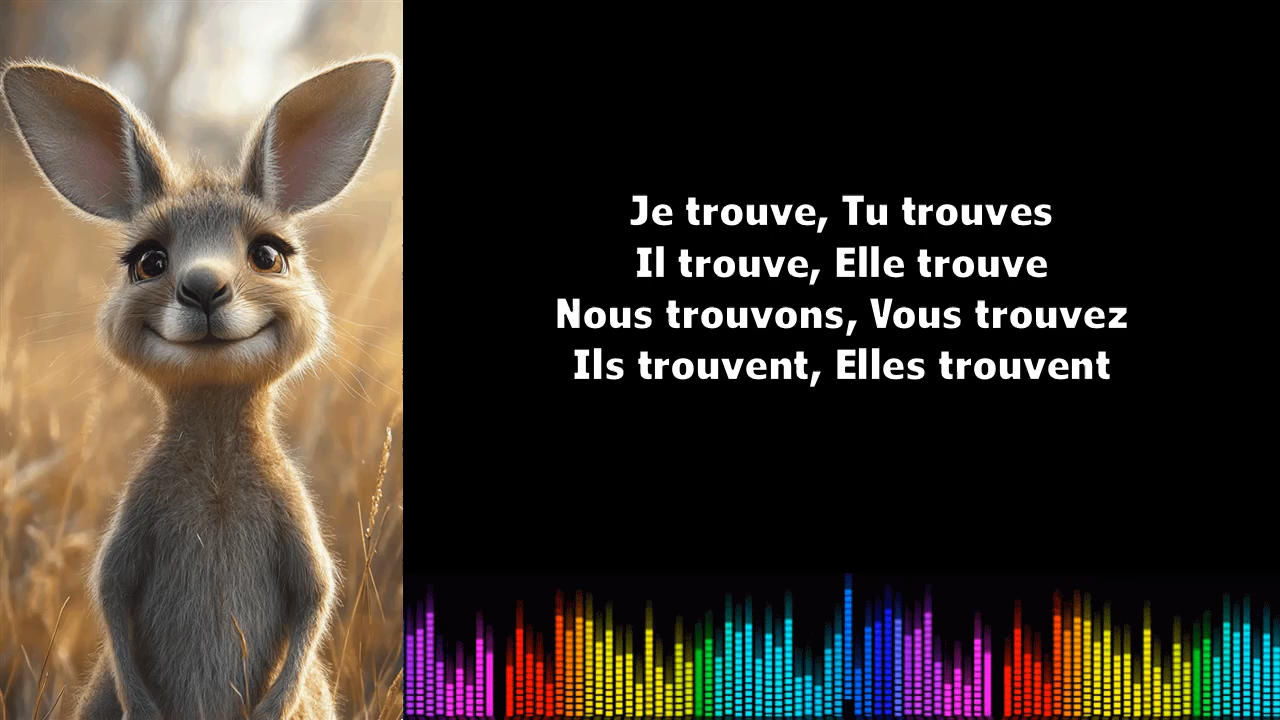 Je trouve, Tu trouves
Il trouve, Elle trouve
Nous trouvons, Vous trouvez
Ils trouvent, Elles trouvent